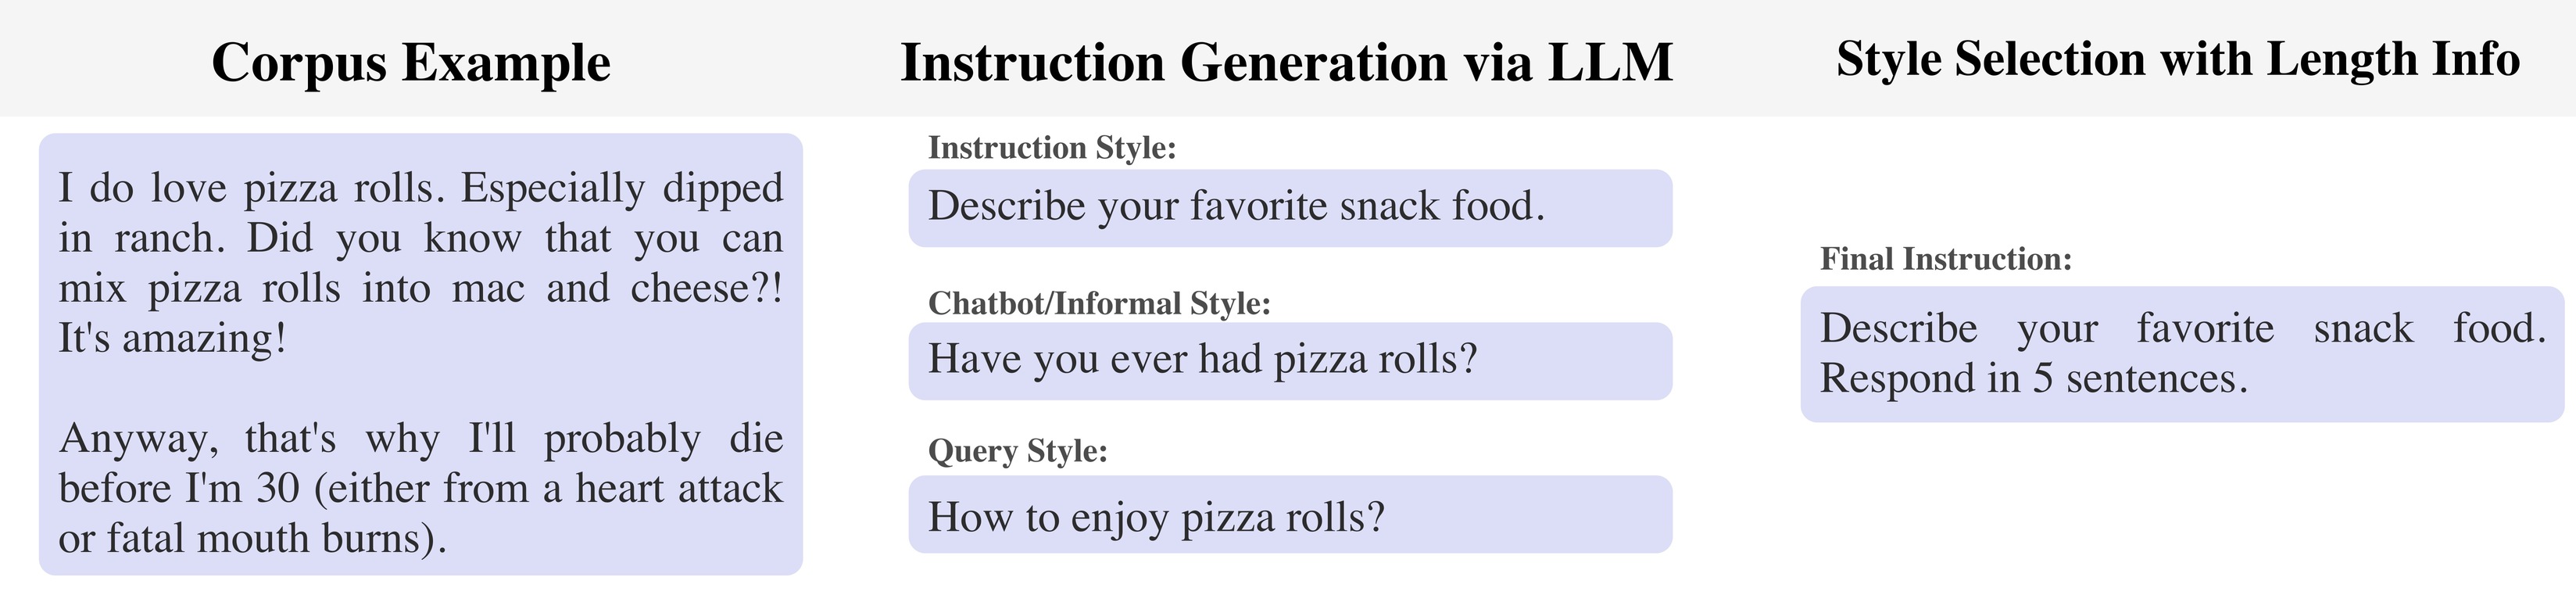 Corpus Example
I do love pizza rolls. Especially dipped
in ranch. Did you know that you can
mix pizza rolls into mac and cheese?!
It's amazing!
Anyway, that's why I'll probably die
before I'm 30 (either from a heart attack
or fatal mouth burns).
Instruction Generation via LLM
Instruction Style:
Describe your favorite snack food.
Chatbot/Informal Style:
Have you ever had pizza rolls?
Query Style:
How to enjoy pizza rolls?
Style Selection with Length Info
Final Instruction:
Describe your favorite snack food.
Respond in 5 sentences.